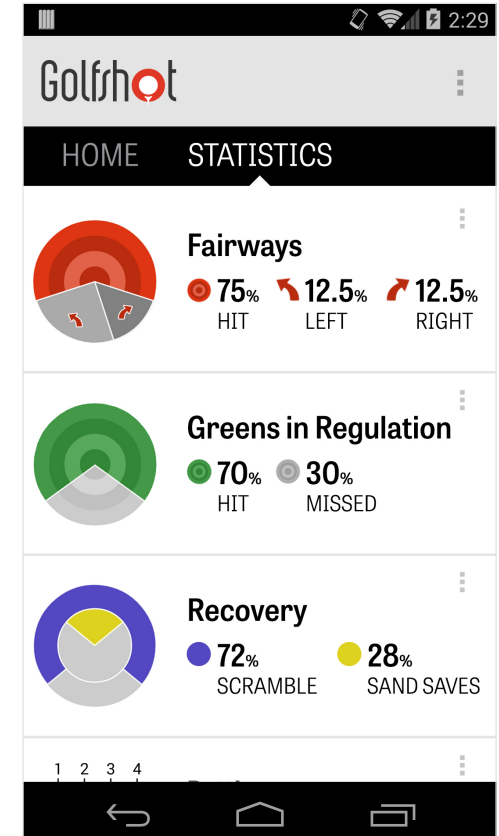 2:29
Golfshot
HOME STATISTICS
Fairways
75% 12.5% 12.5%
HIT LEFT RIGHT
Greens in Regulation
70% 30%
HIT MISSED
Recovery
72% 28%
SCRAMBLE SAND SAVES
1 2 3 4